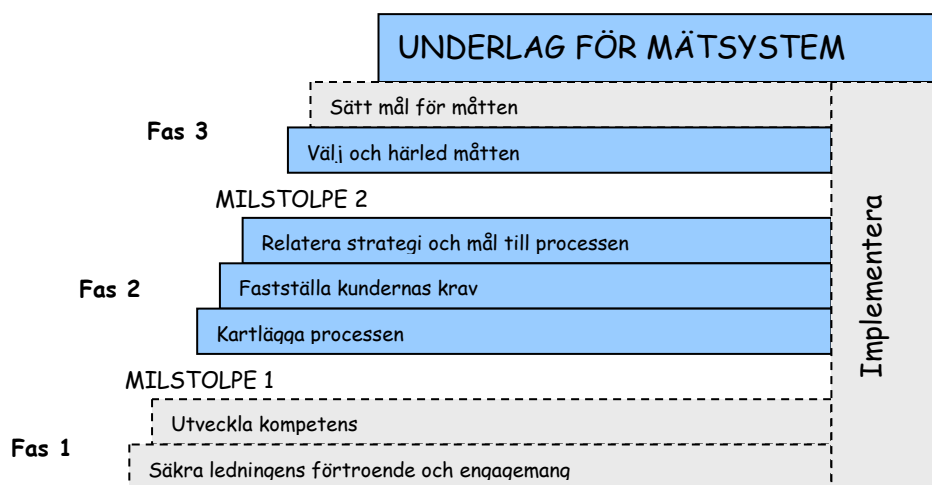 UNDERLAG FÖR MÄTSYSTEM
Sätt mål för måtten
Fas 3
Välj och härled måtten
MILSTOLPE 2
Relatera strategi och mål till processen
Fas 2
Fastställa kundernas krav
Kartlägga processen
MILSTOLPE 1
Utveckla kompetens
Fas 1
Säkra ledningens förtroende och engagemang
Implementera